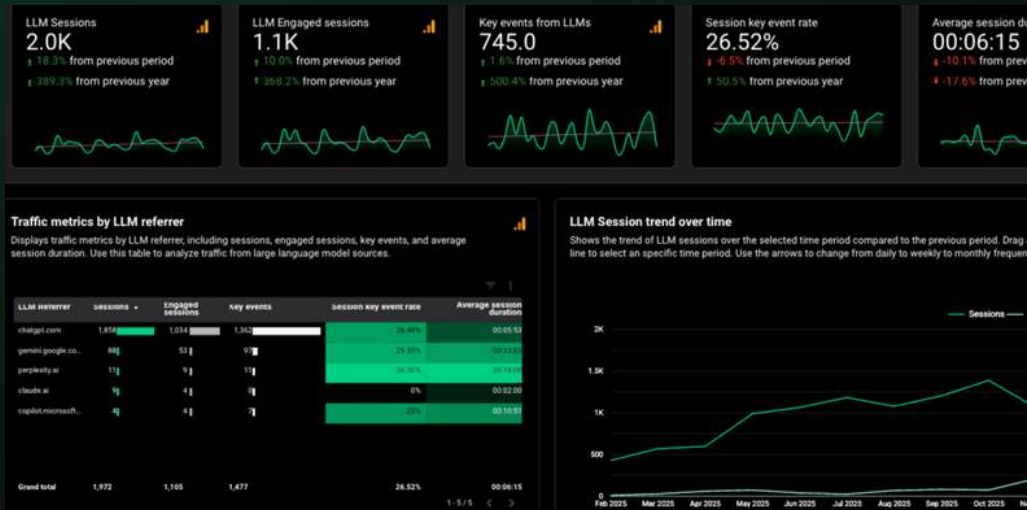 LLM Sessions
2.0K
18.3% from previous period
389.3% from previous year
LLM Engaged sessions
1.1K
10.0% from previous period
368.2% from previous year
Key events from LLMs
745.0
1.6% from previous period
500.4% from previous year
Session key event rate
26.52%
-6.5% from previous period
50.5% from previous year
Average session du
00:06:15
-10.1% from prev
-17.6% from prev
Traffic metrics by LLM referrer
Displays traffic metrics by LLM referrer, including sessions, engaged sessions, key events, and average
session duration. Use this table to analyze traffic from large language model sources.
LLM Referrer Sessions Engaged sessions Key events Session key event rate Average session duration
chatgpt.com 1,858 1,034 1,362 26.48% 00:05:53
gemini.google.co... 88 53 97
perplexity.ai 11 9 11
claude.ai 9 4 0% 00:02:00
copilot.microsoft... 4 4 7 25% 00:10:51
Grand total 1,972 1,105 1,477 26.52% 00:06:15
1 - 5 / 5
LLM Session trend over time
Shows the trend of LLM sessions over the selected time period compared to the previous period. Drag
line to select an specific time period. Use the arrows to change from daily to weekly to monthly frequen
Sessions
2K
1.5K
1K
500
0
Feb 2025 Mar 2025 Apr 2025 May 2025 Jun 2025 Jul 2025 Aug 2025 Sep 2025 Oct 2025